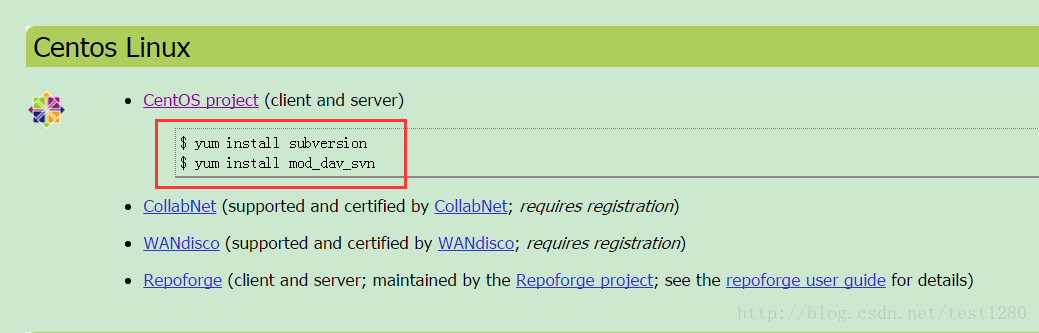 Centos Linux
CentOS project (client and server)
$ yum install subversion
$ yum install mod_dav_svn
CollabNet (supported and certified by CollabNet; requires registration)
WANdisco (supported and certified by WANdisco; requires registration)
Repoforge (client and server; maintained by the Repoforge project; see the repoforge user guide for details)
http://blog.csdn.net/test1280